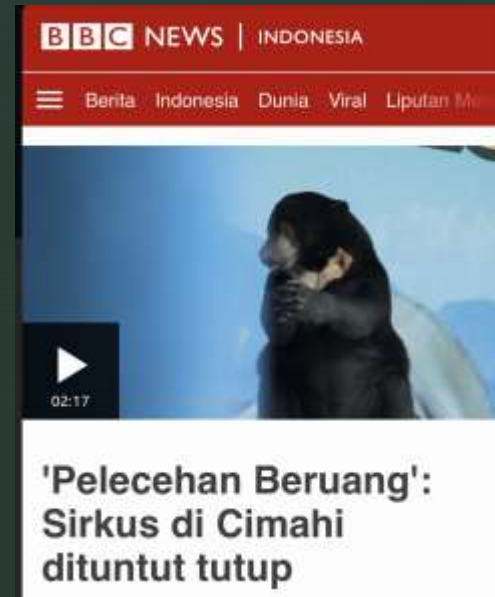 BBC NEWS | INDONESIA
Berita Indonesia Dunia Viral Liputan
02:17
'Pelecehan Beruang':
Sirkus di Cimahi
dituntut tutup